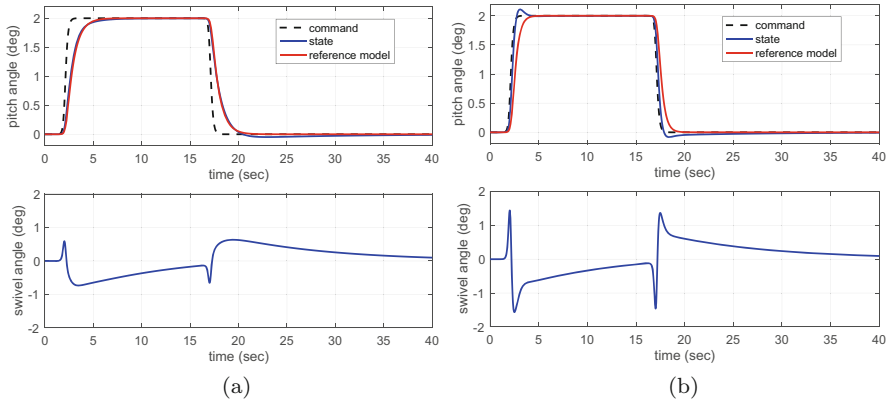 2
1.5
1
0.5
0
pitch angle (deg)
command
state
reference model
0 5 10 15 20 25 30 35 40
time (sec)
2
1
0
-1
-2
swivel angle (deg)
0 5 10 15 20 25 30 35 40
time (sec)
(a)
2
1.5
1
0.5
0
pitch angle (deg)
command
state
reference model
0 5 10 15 20 25 30 35 40
time (sec)
2
1
0
-1
-2
swivel angle (deg)
0 5 10 15 20 25 30 35 40
time (sec)
(b)